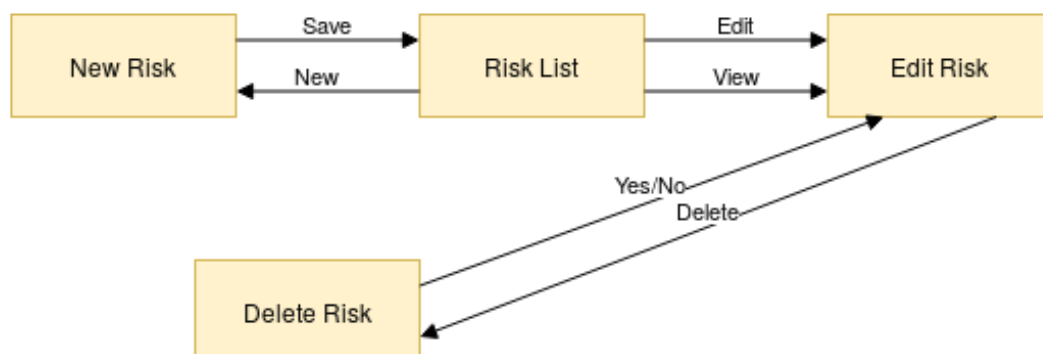 Save
Edit
New Risk
Risk List
Edit Risk
New
View
Yes/No
Delete
Delete Risk